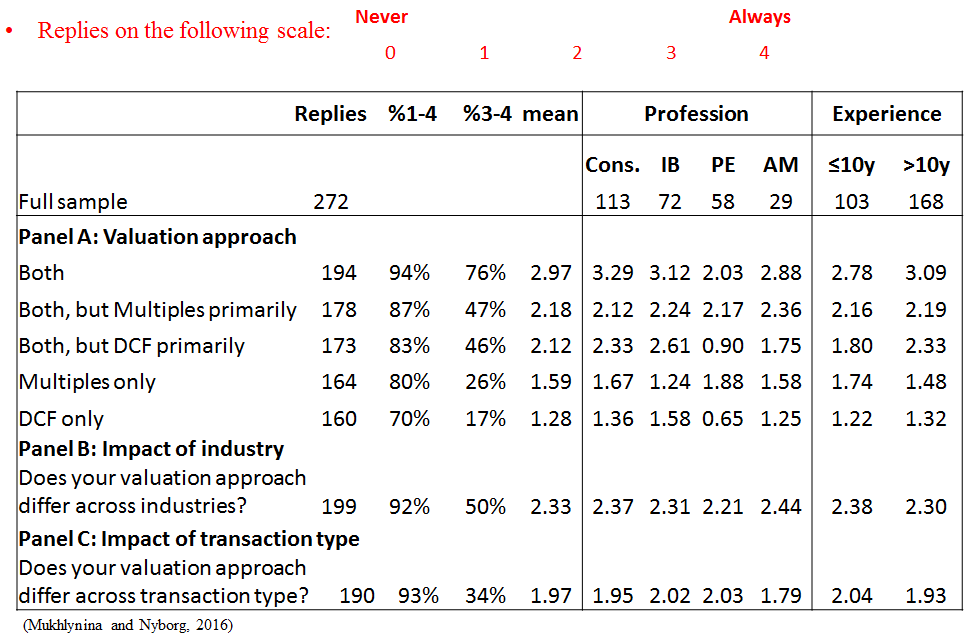 Never Always
• Replies on the following scale:
0 1 2 3 4
Replies %1-4 %3-4 mean Profession Experience
Cons. IB PE AM ≤10y >10y
Full sample 272 113 72 58 29 103 168
Panel A: Valuation approach
Both 194 94% 76% 2.97 3.29 3.12 2.03 2.88 2.78 3.09
Both, but Multiples primarily 178 87% 47% 2.18 2.12 2.24 2.17 2.36 2.16 2.19
Both, but DCF primarily 173 83% 46% 2.12 2.33 2.61 0.90 1.75 1.80 2.33
Multiples only 164 80% 26% 1.59 1.67 1.24 1.88 1.58 1.74 1.48
DCF only 160 70% 17% 1.28 1.36 1.58 0.65 1.25 1.22 1.32
Panel B: Impact of industry
Does your valuation approach
differ across industries? 199 92% 50% 2.33 2.37 2.31 2.21 2.44 2.38 2.30
Panel C: Impact of transaction type
Does your valuation approach
differ across transaction type? 190 93% 34% 1.97 1.95 2.02 2.03 1.79 2.04 1.93
(Mukhlynina and Nyborg, 2016)